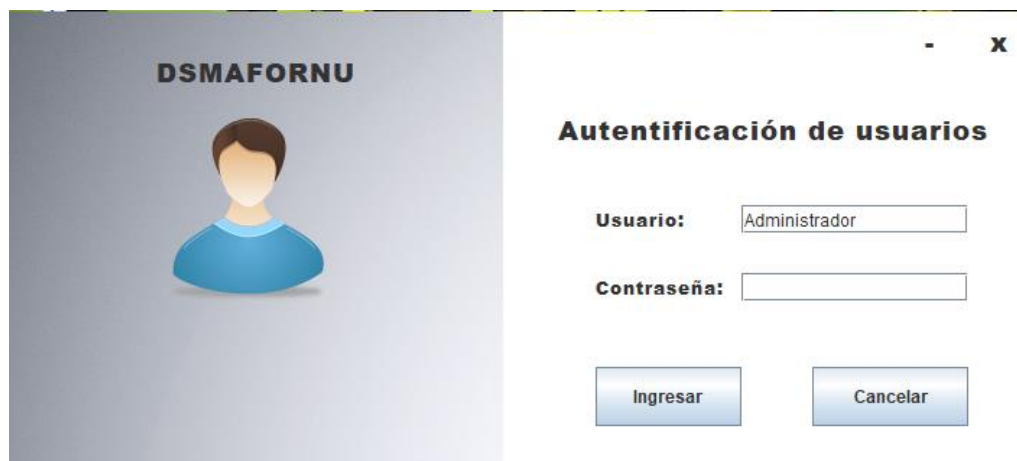 DSMAFORNU
- x
Autentificación de usuarios
Usuario: Administrador
Contraseña:
Ingresar Cancelar